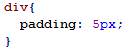 div{
  padding: 5px;
}